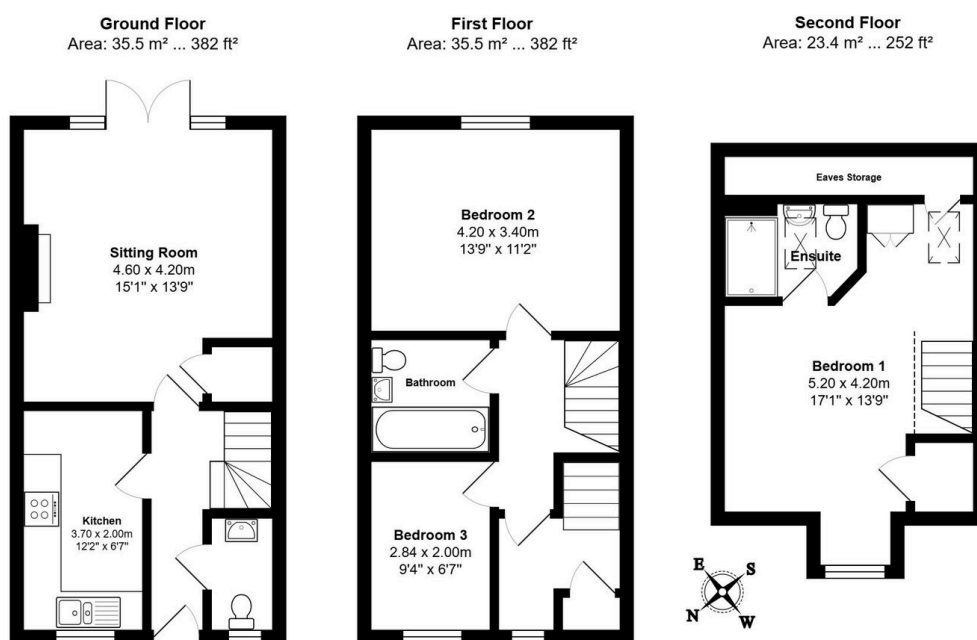 Ground Floor
Area: 35.5 m² ... 382 ft²
Sitting Room
4.60 x 4.20m
15'1" x 13'9"
Kitchen
3.70 x 2.00m
12'2" x 6'7"
First Floor
Area: 35.5 m² ... 382 ft²
Bedroom 2
4.20 x 3.40m
13'9" x 11'2"
Bathroom
Bedroom 3
2.84 x 2.00m
9'4" x 6'7"
Second Floor
Area: 23.4 m² ... 252 ft²
Eaves Storage
Ensuite
Bedroom 1
5.20 x 4.20m
17'1" x 13'9"
E S
N W